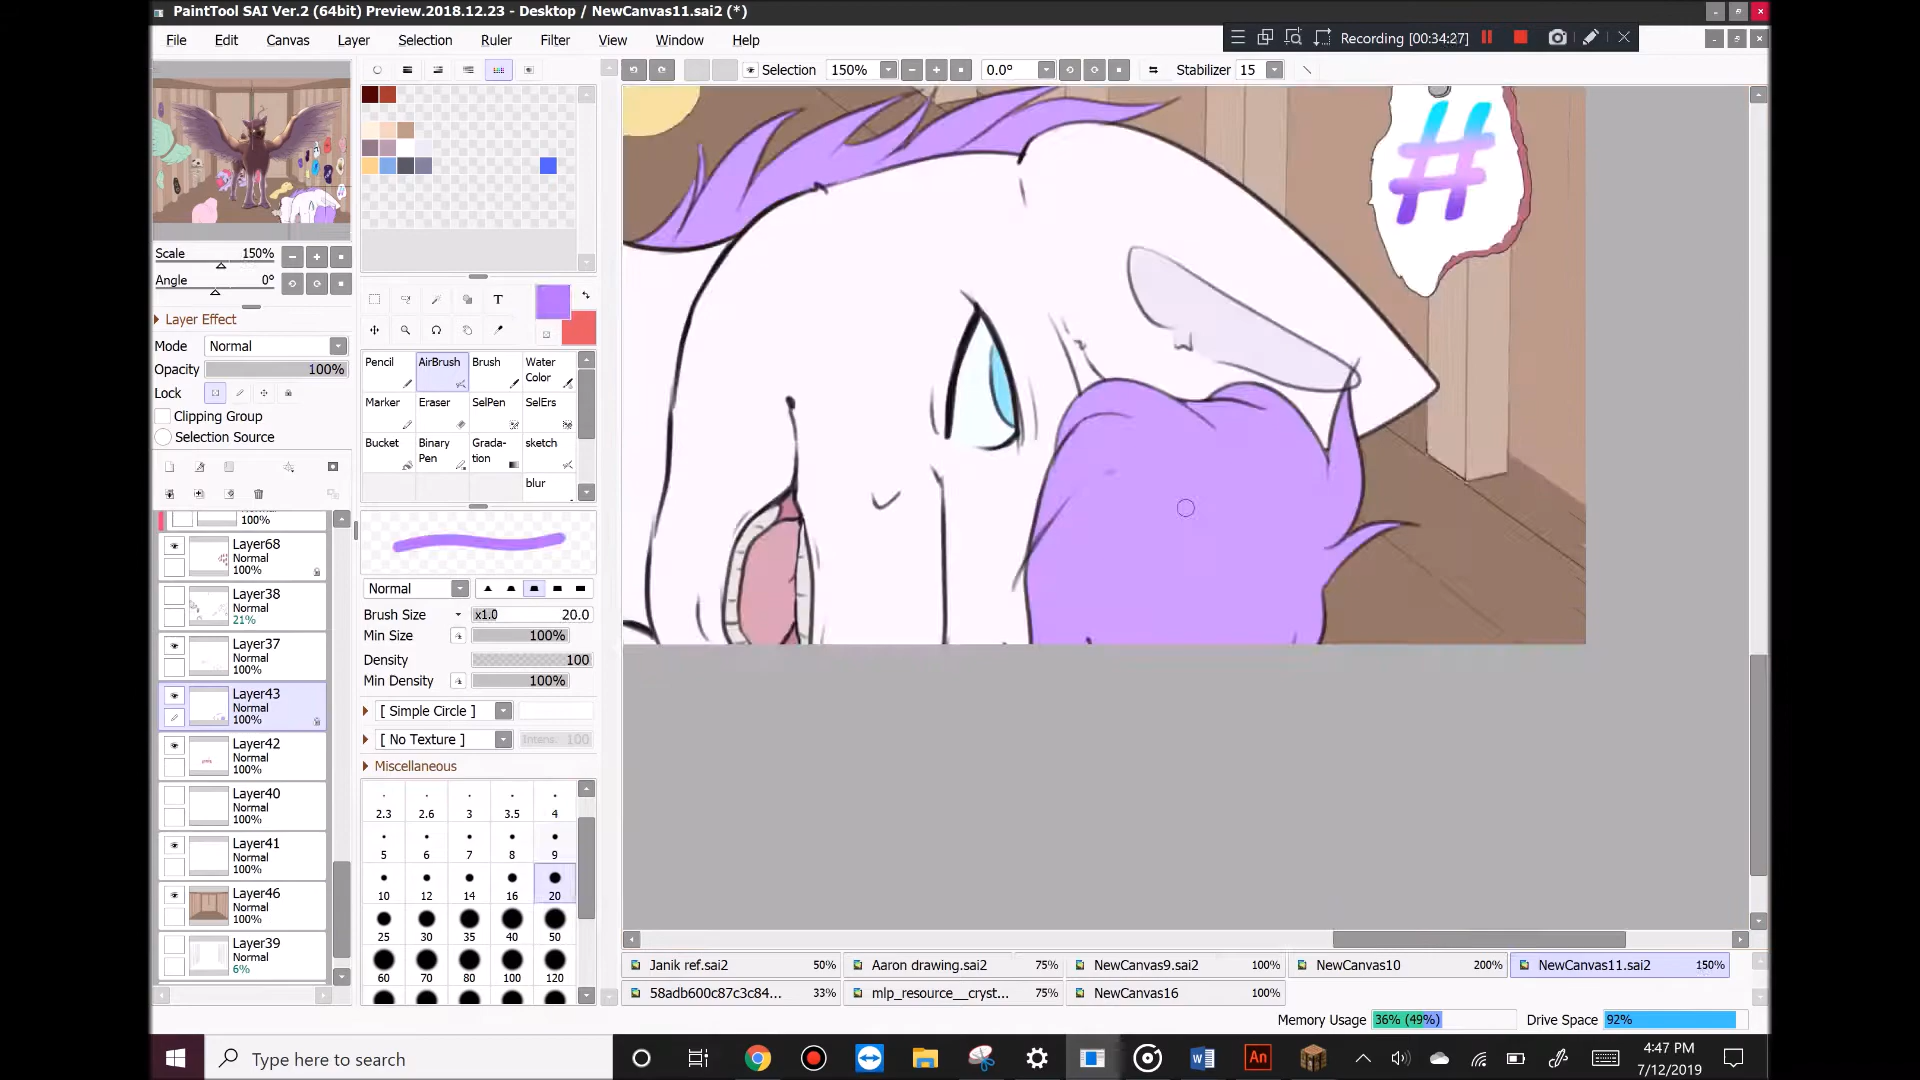 PaintTool SAI Ver.2 (64bit) Preview.2018.12.23 - Desktop / NewCanvas11.sai2 (*)
File Edit Canvas Layer Selection Ruler Filter View Window Help
Recording [00:34:27]
Selection 150% 0.0° Stabilizer 15
#
Scale 150%
Angle 0°
Layer Effect
Mode Normal
Opacity 100%
Lock
Clipping Group
Selection Source
T
Pencil AirBrush Brush Water Color
Marker Eraser SelPen SelErs
Bucket Binary Pen Grada-tion sketch
blur
100%
Layer68
Normal
100%
Layer38
Normal
21%
Layer37
Normal
100%
Layer43
Normal
100%
Layer42
Normal
100%
Layer40
Normal
100%
Layer41
Normal
100%
Layer46
Normal
100%
Layer39
Normal
6%
Normal
Brush Size x1.0 20.0
Min Size 100%
Density 100
Min Density 100%
[ Simple Circle ]
[ No Texture ] Intens. 100
Miscellaneous
2.3 2.6 3 3.5 4
5 6 7 8 9
10 12 14 16 20
25 30 35 40 50
60 70 80 100 120
Janik ref.sai2 50% Aaron drawing.sai2 75% NewCanvas9.sai2 100% NewCanvas10 200% NewCanvas11.sai2 150%
58adb600c87c3c84... 33% mlp_resource__cryst... 75% NewCanvas16 100%
Memory Usage 36% (49%) Drive Space 92%
Type here to search
An
4:47 PM
7/12/2019